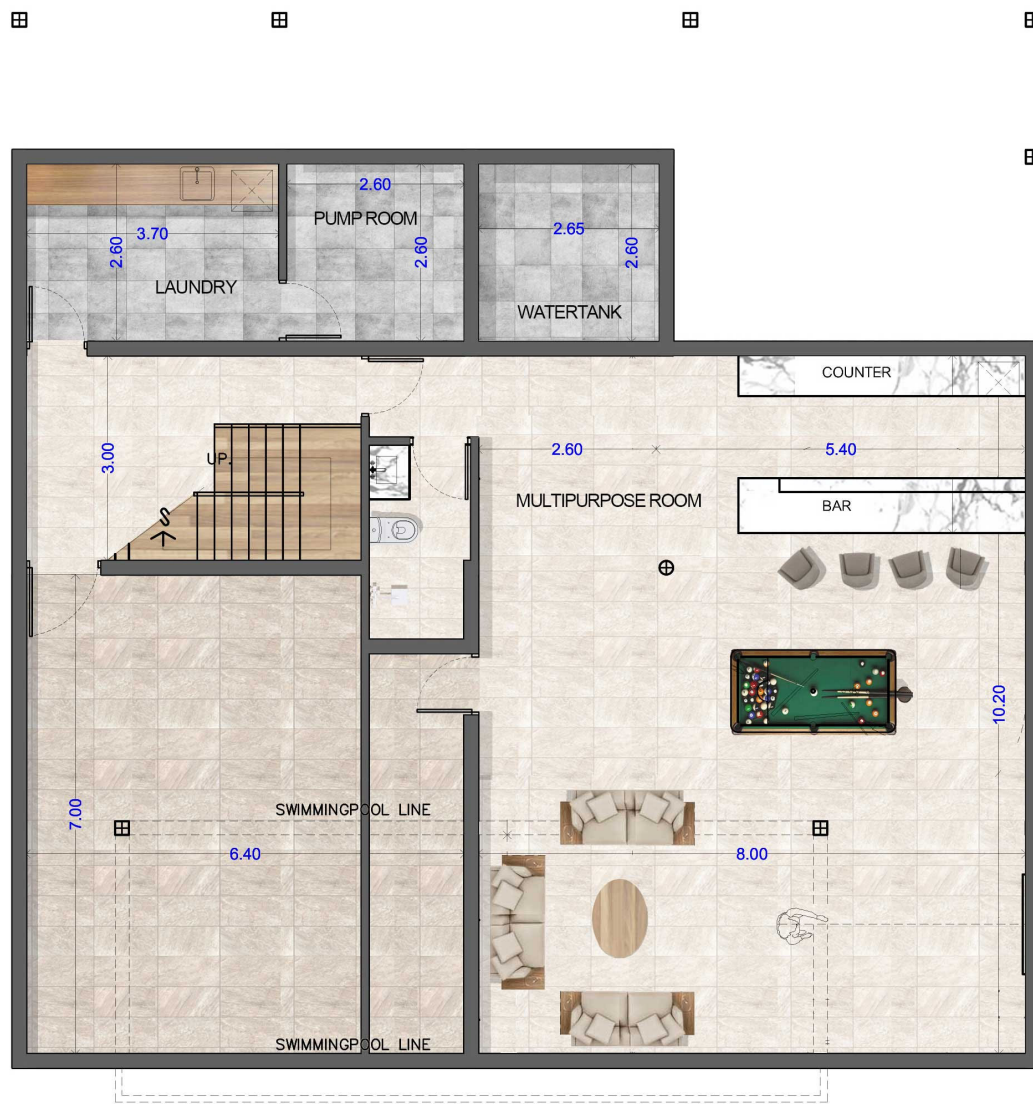 2.60
PUMP ROOM
3.70
2.60
2.60
2.65
2.60
LAUNDRY
WATERTANK
COUNTER
3.00
UP.
S
2.60
5.40
MULTIPURPOSE ROOM
BAR
10.20
7.00
SWIMMINGPOOL LINE
6.40
8.00
SWIMMINGPOOL LINE